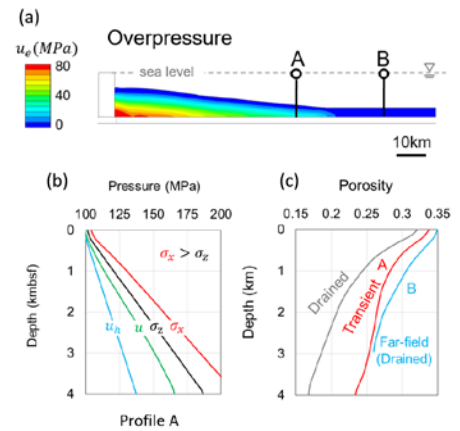 (a)
Overpressure
u_e(MPa)
80
40
0
sea level
A
B
10km
(b)
Pressure (MPa)
100 125 150 175 200
0
1
2
3
4
Depth (kmbsf)
σ_x > σ_z
u_h u σ_z σ_x
Profile A
(c)
Porosity
0.15 0.2 0.25 0.3 0.35
0
1
2
3
4
Depth (km)
Drained
Transient A
B
Far-field
(Drained)